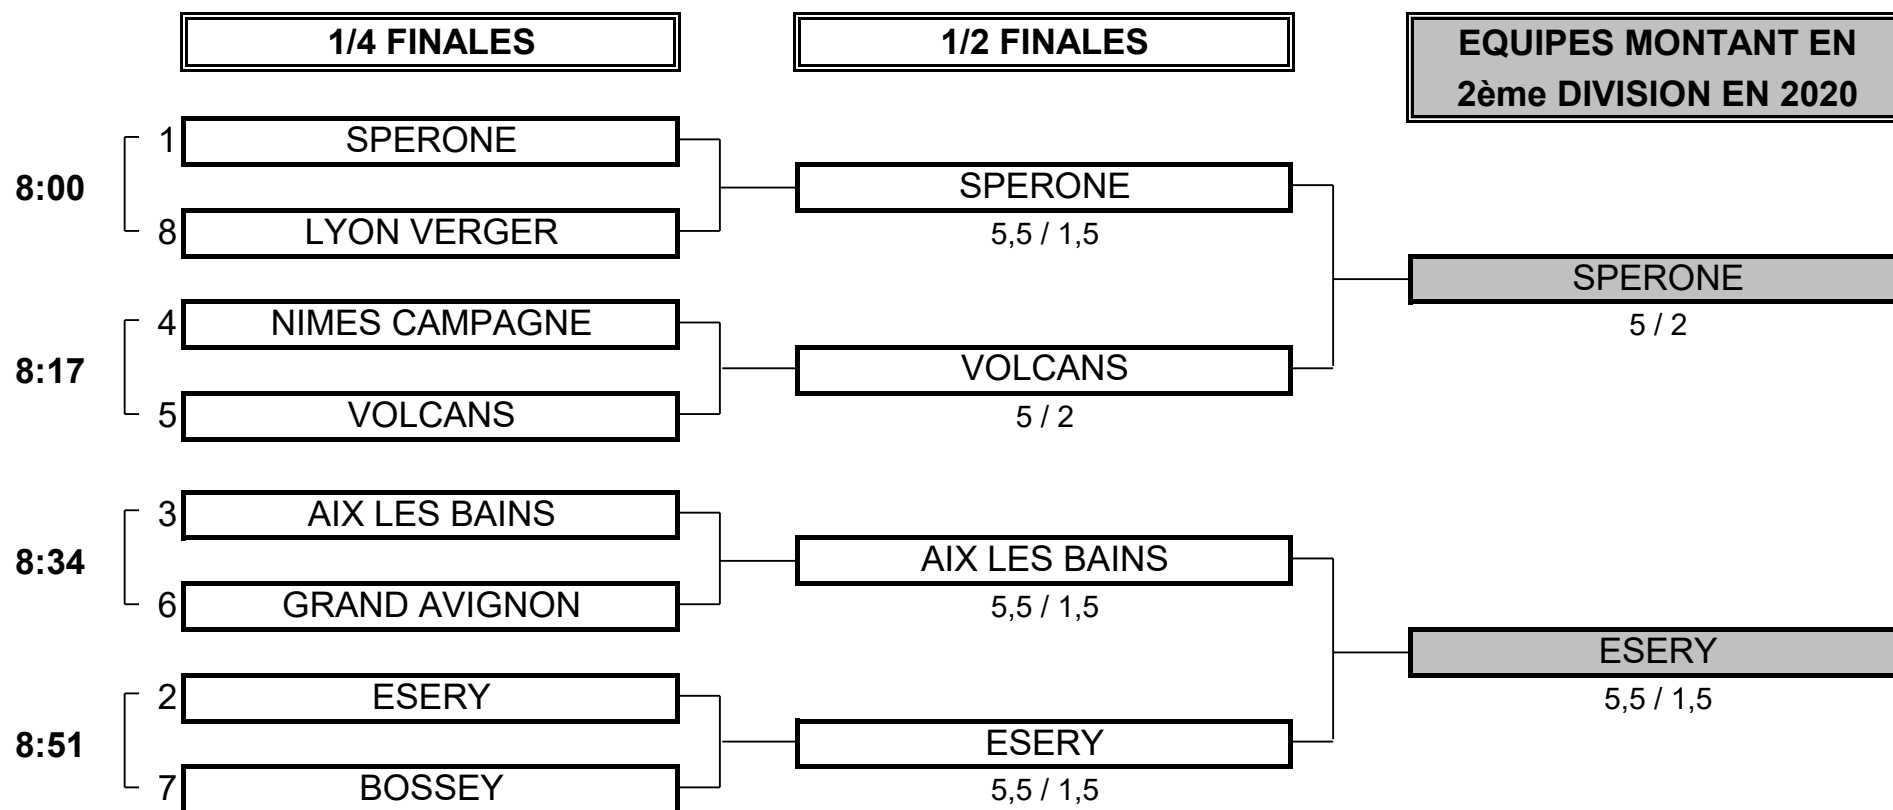 1/4 FINALES
1/2 FINALES
EQUIPES MONTANT EN
2ème DIVISION EN 2020
8:00
1 SPERONE
8 LYON VERGER
SPERONE
5,5 / 1,5
8:17
4 NIMES CAMPAGNE
5 VOLCANS
VOLCANS
5 / 2
SPERONE
5 / 2
8:34
3 AIX LES BAINS
6 GRAND AVIGNON
AIX LES BAINS
5,5 / 1,5
8:51
2 ESERY
7 BOSSEY
ESERY
5,5 / 1,5
ESERY
5,5 / 1,5